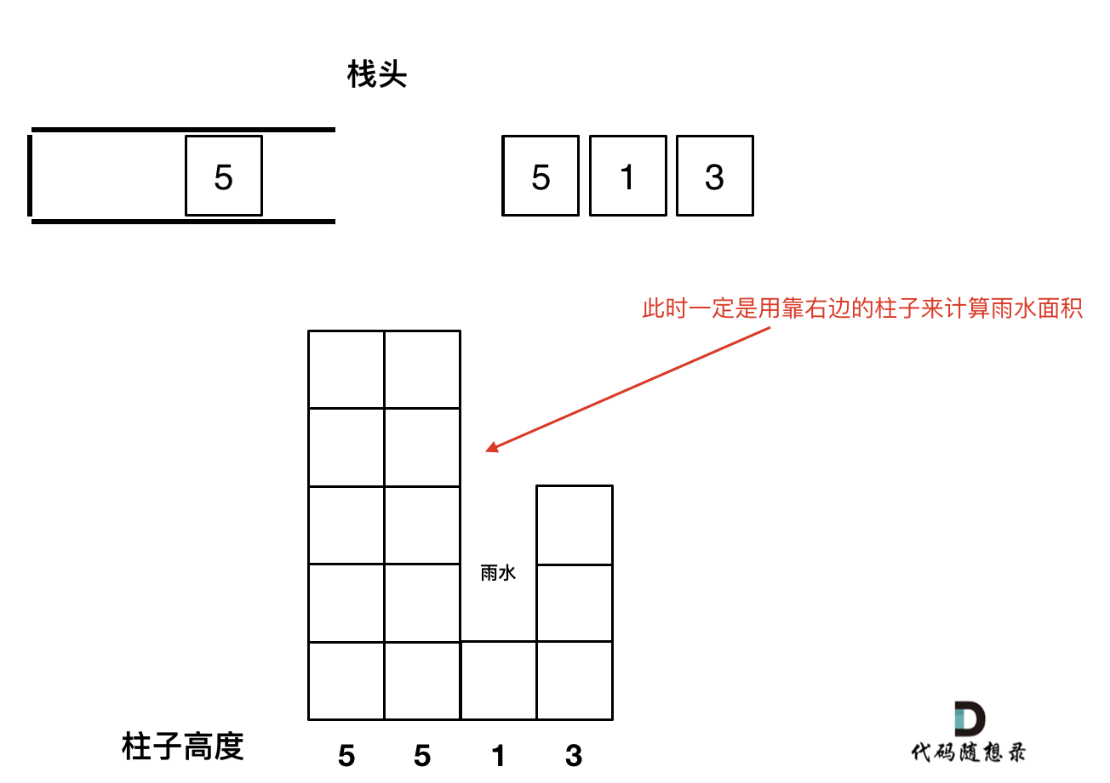 栈头
5 5 1 3
此时一定是用靠右边的柱子来计算雨水面积
雨水
柱子高度 5 5 1 3
代码随想录